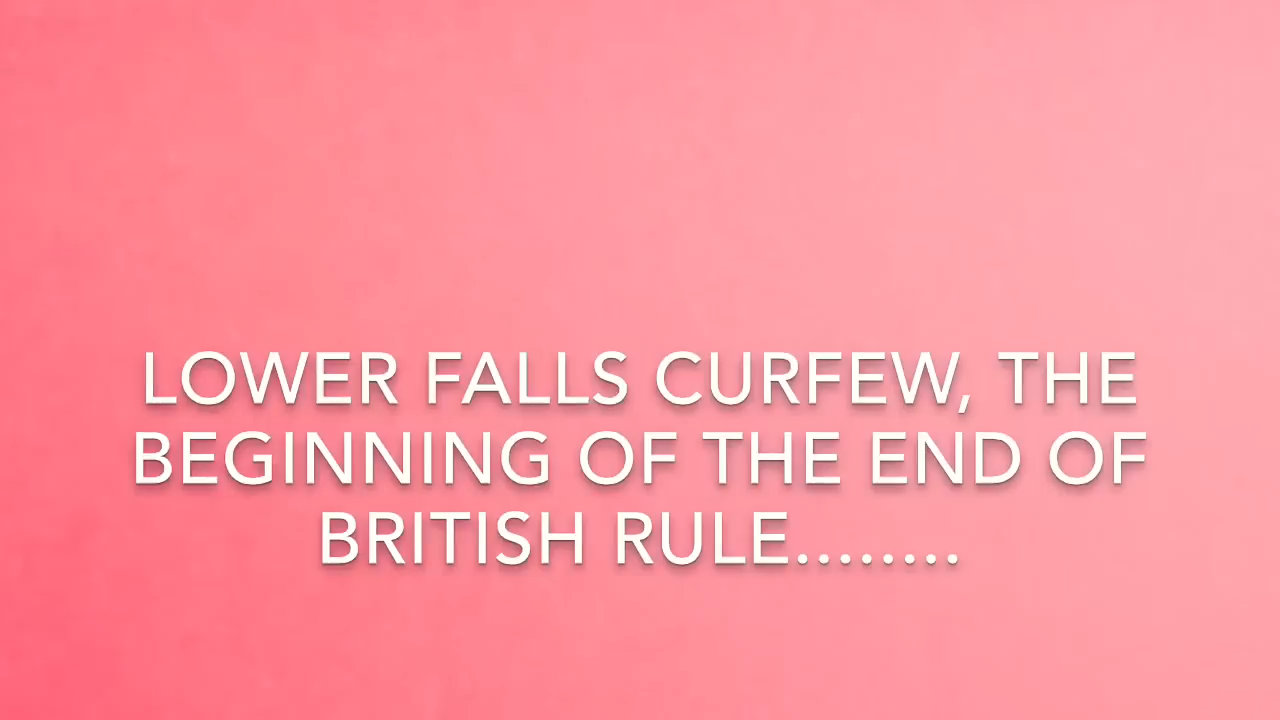 LOWER FALLS CURFEW, THE
BEGINNING OF THE END OF
BRITISH RULE........